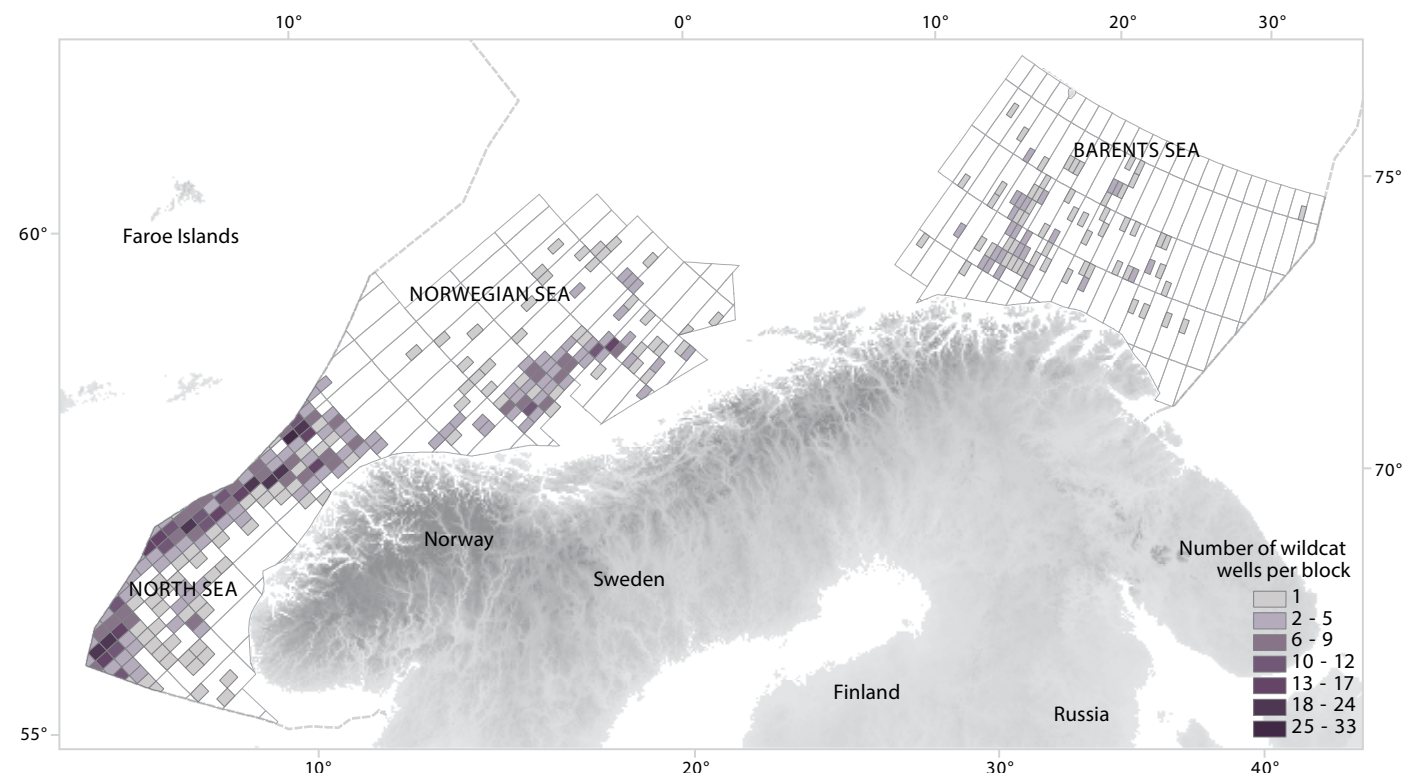 10°
0°
10°
20°
30°
BARENTS SEA
75°
60°
Faroe Islands
NORWEGIAN SEA
70°
Norway
Number of wildcat
wells per block
Sweden
NORTH SEA
1
2 - 5
6 - 9
10 - 12
13 - 17
18 - 24
25 - 33
Finland
Russia
55°
10°
20°
30°
40°